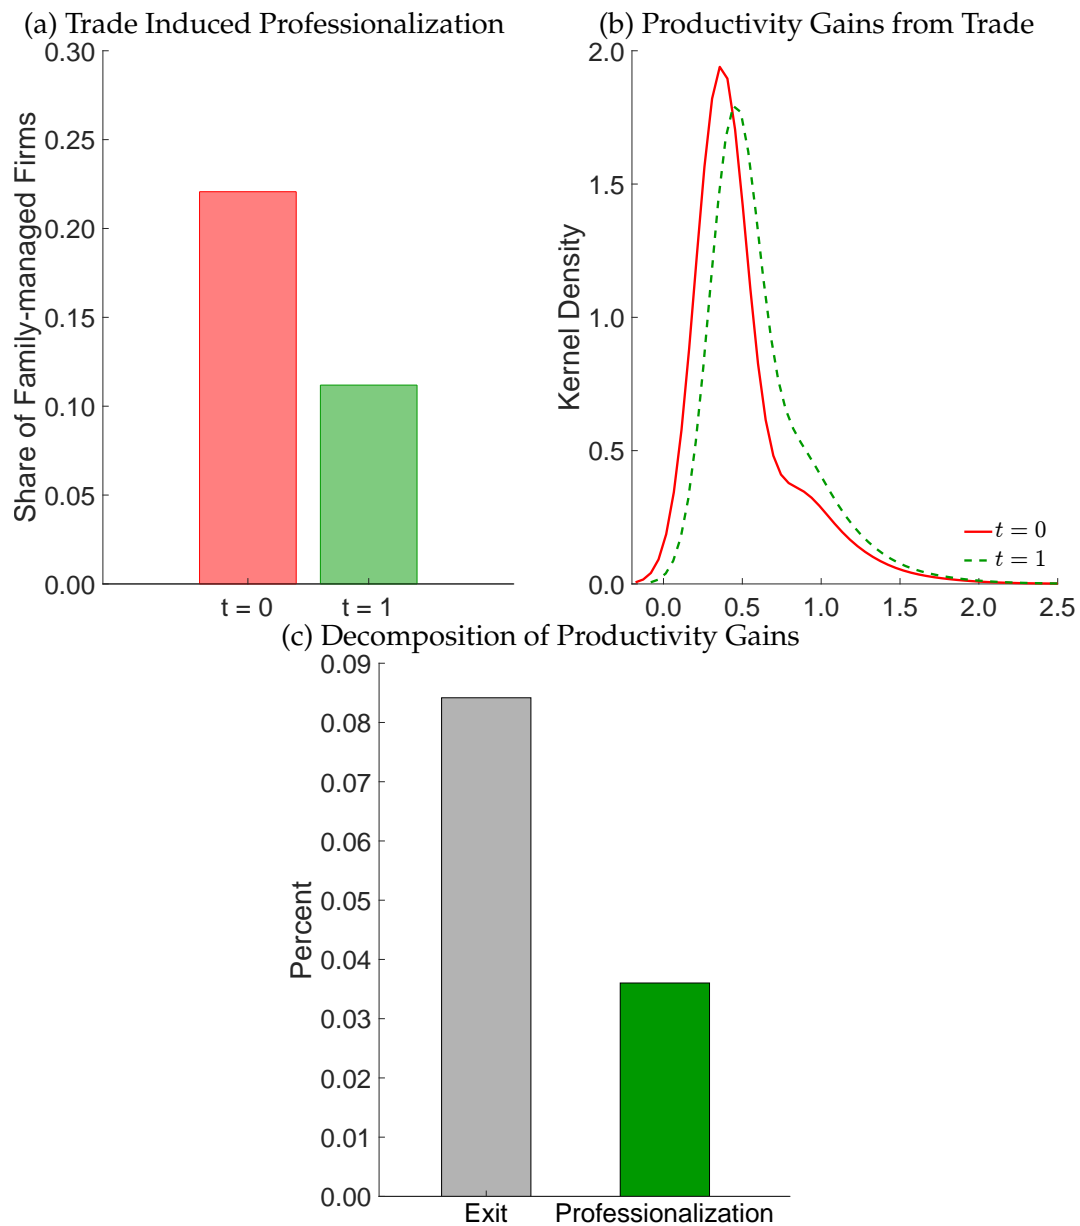 (a) Trade Induced Professionalization
Share of Family-managed Firms
0.30
0.25
0.20
0.15
0.10
0.05
0.00
t = 0
t = 1
(b) Productivity Gains from Trade
Kernel Density
2.0
1.5
1.0
0.5
0.0
0.0
0.5
1.0
1.5
2.0
2.5
t = 0
t = 1
(c) Decomposition of Productivity Gains
Percent
0.09
0.08
0.07
0.06
0.05
0.04
0.03
0.02
0.01
0.00
Exit
Professionalization